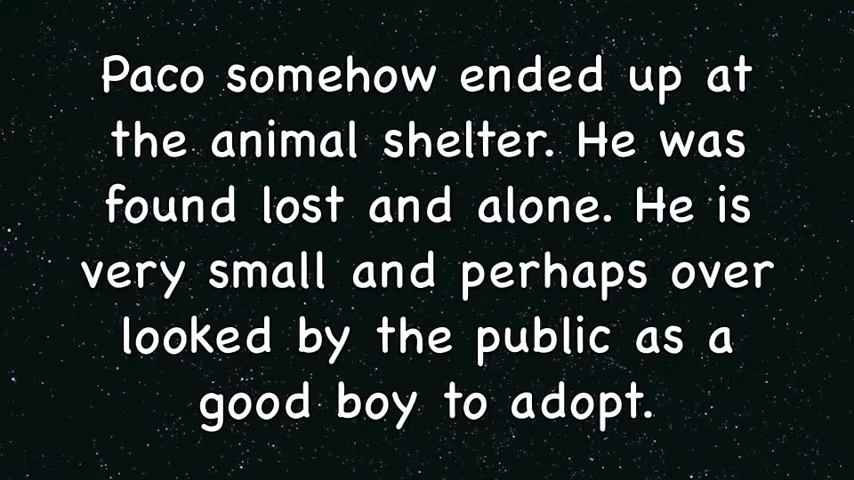 Paco somehow ended up at
the animal shelter. He was
found lost and alone. He is
very small and perhaps over
looked by the public as a
good boy to adopt.